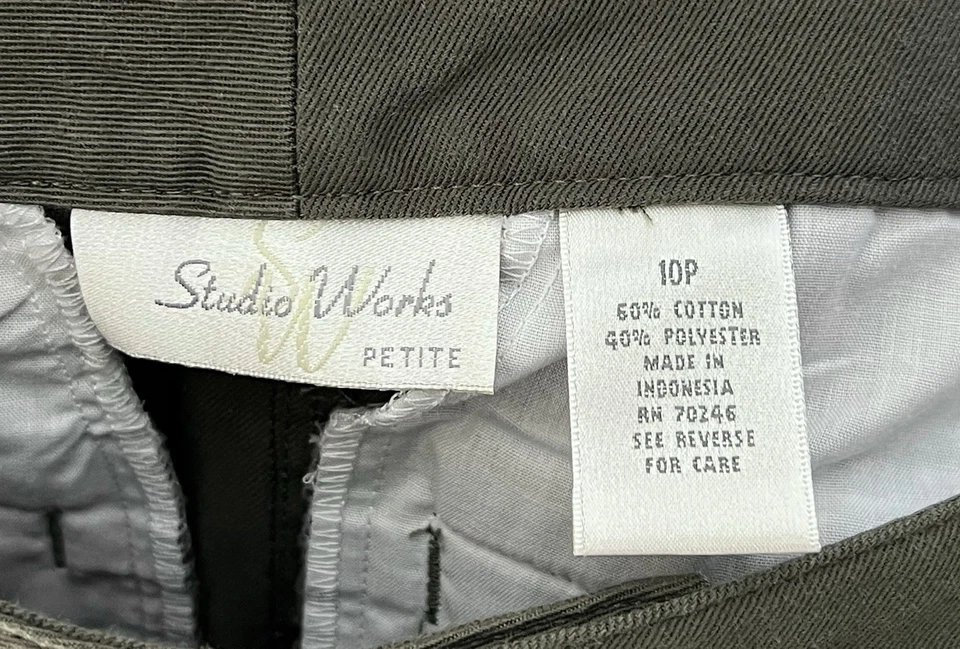 Studio Works
PETITE
10P
60% COTTON
40% POLYESTER
MADE IN
INDONESIA
RN 70246
SEE REVERSE
FOR CARE